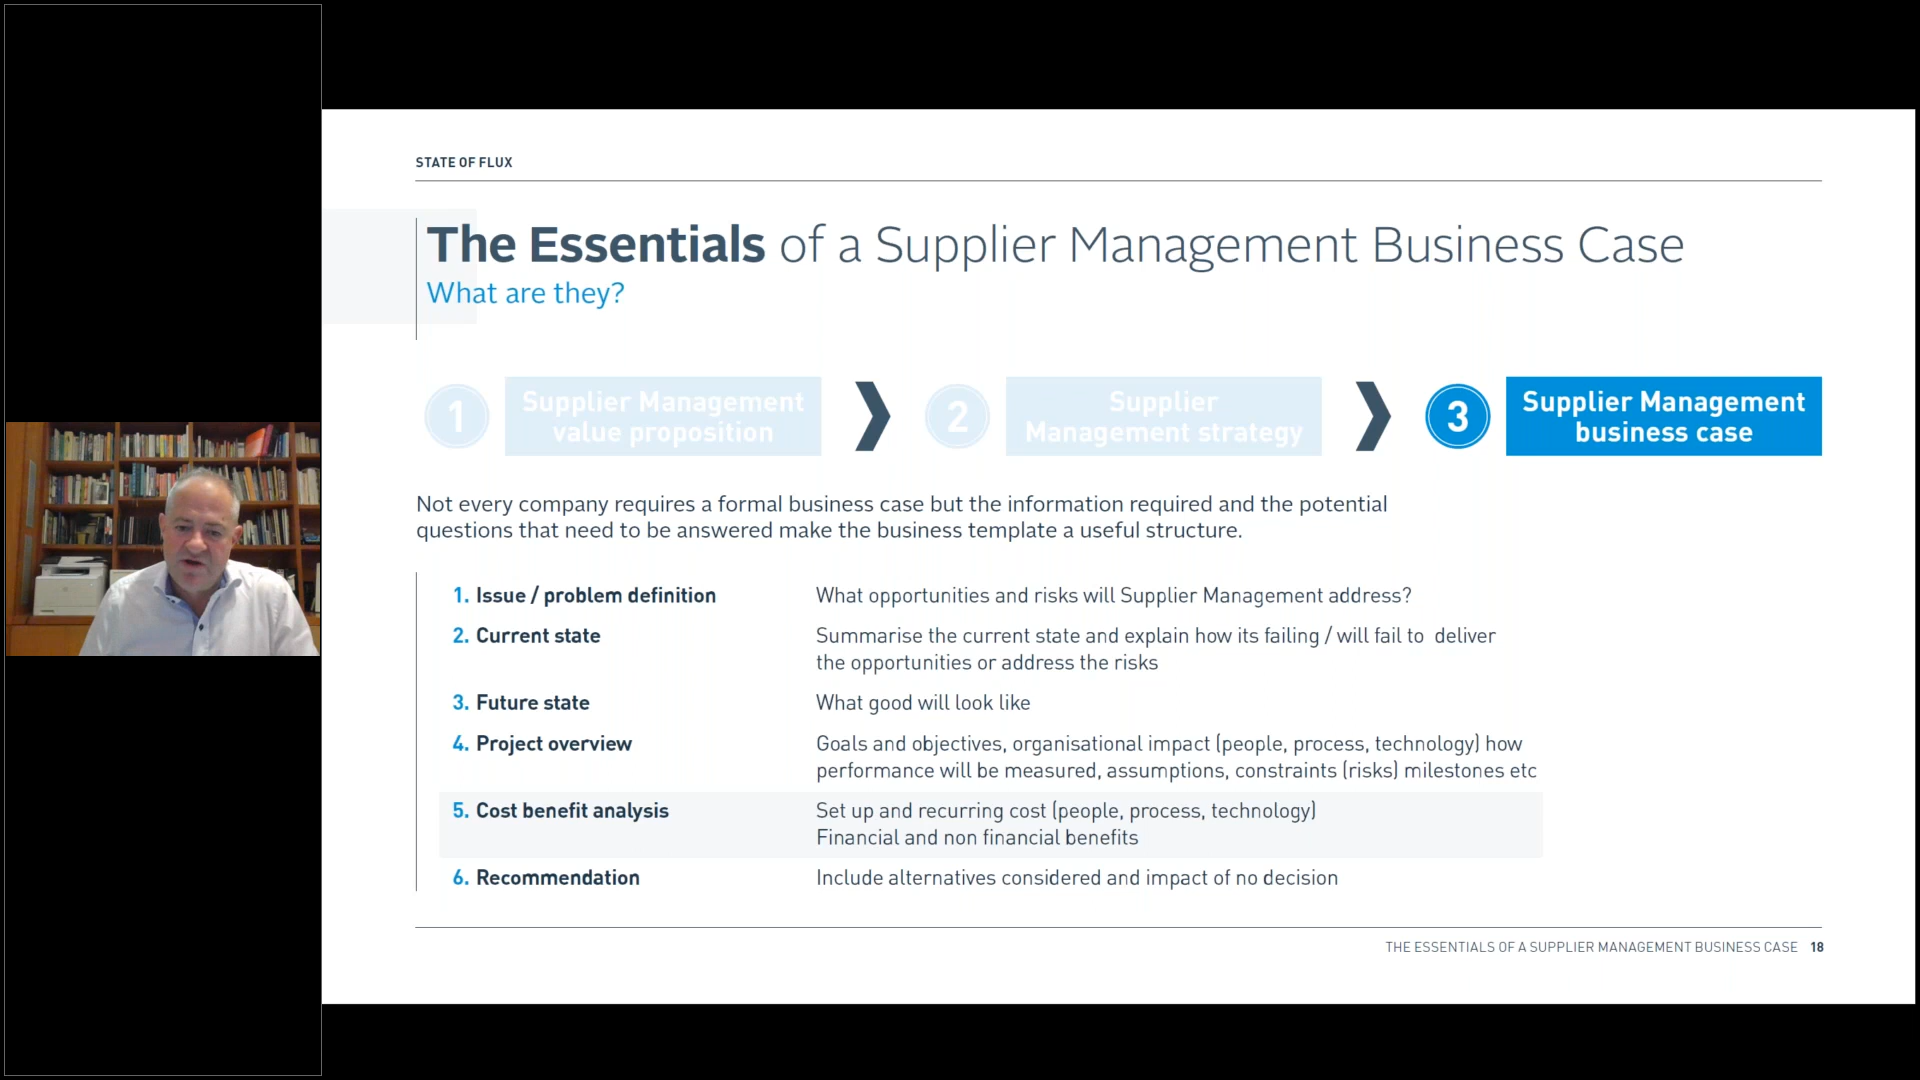 STATE OF FLUX
The Essentials of a Supplier Management Business Case
What are they?
1
Supplier Management
value proposition
2
Supplier
Management strategy
3
Supplier Management
business case
Not every company requires a formal business case but the information required and the potential
questions that need to be answered make the business template a useful structure.
1. Issue / problem definition What opportunities and risks will Supplier Management address?
2. Current state Summarise the current state and explain how its failing / will fail to deliver
the opportunities or address the risks
3. Future state What good will look like
4. Project overview Goals and objectives, organisational impact (people, process, technology) how
performance will be measured, assumptions, constraints (risks) milestones etc
5. Cost benefit analysis Set up and recurring cost (people, process, technology)
Financial and non financial benefits
6. Recommendation Include alternatives considered and impact of no decision
THE ESSENTIALS OF A SUPPLIER MANAGEMENT BUSINESS CASE 18